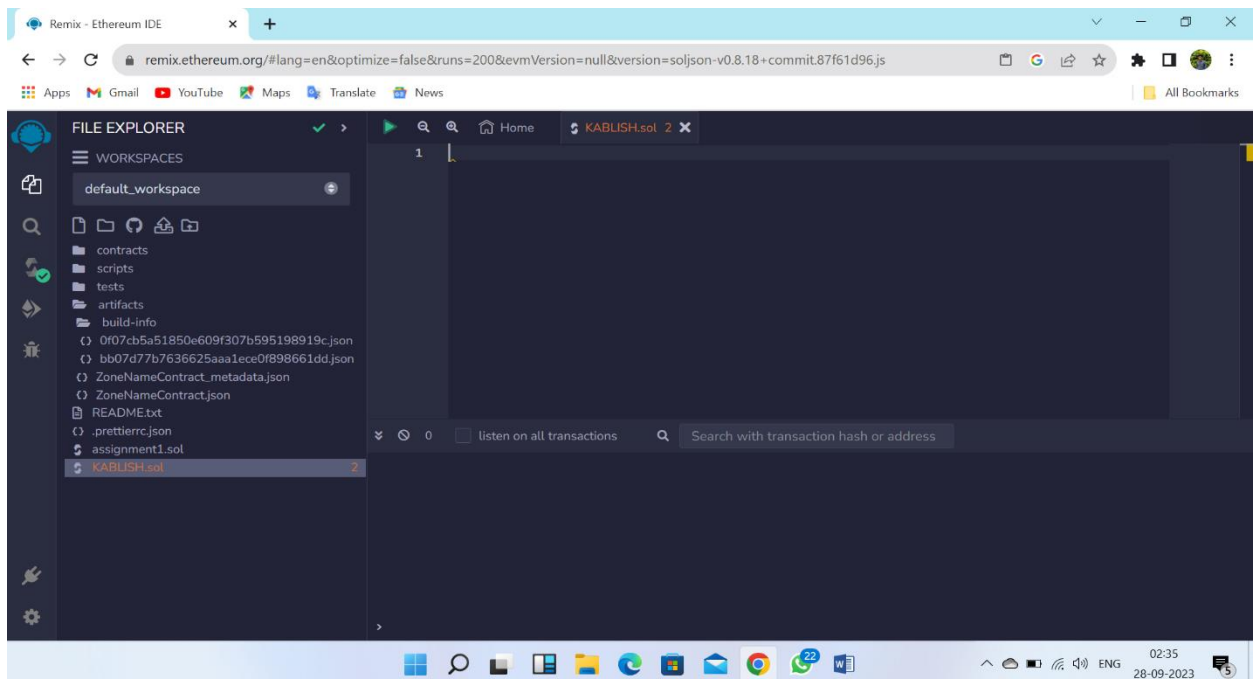 Remix - Ethereum IDE
remix.ethereum.org/#lang=en&optimize=false&runs=200&evmVersion=null&version=soljson-v0.8.18+commit.87f61d96.js
Apps Gmail YouTube Maps Translate News All Bookmarks
FILE EXPLORER
WORKSPACES
default_workspace
contracts
scripts
tests
artifacts
build-info
0f07cb5a51850e609f307b595198919c.json
bb07d77b7636625aaa1ece0f898661dd.json
ZoneNameContract_metadata.json
ZoneNameContract.json
README.txt
.prettierrc.json
assignment1.sol
KABLISH.sol 2
Home KABLISH.sol 2
1
0 listen on all transactions Search with transaction hash or address
>
22
ENG 02:35
28-09-2023 5